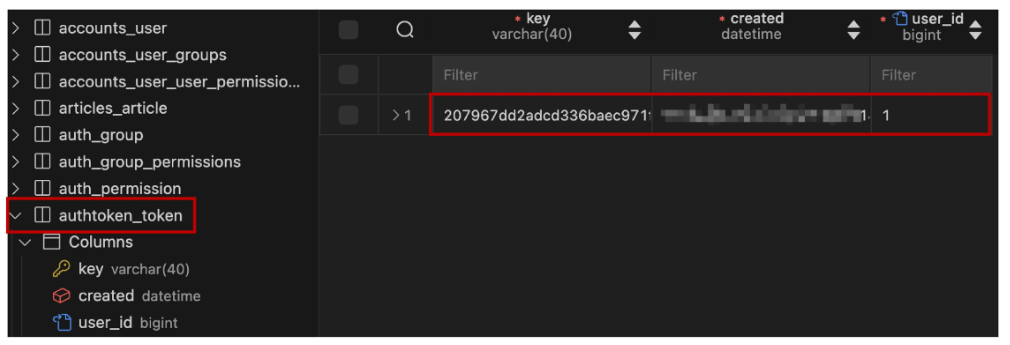 accounts_user
accounts_user_groups
accounts_user_user_permissio...
articles_article
auth_group
auth_group_permissions
auth_permission
authtoken_token
Columns
key varchar(40)
created datetime
user_id bigint
* key
varchar(40)
* created
datetime
* user_id
bigint
Filter Filter Filter
1 207967dd2adcd336baec971 1